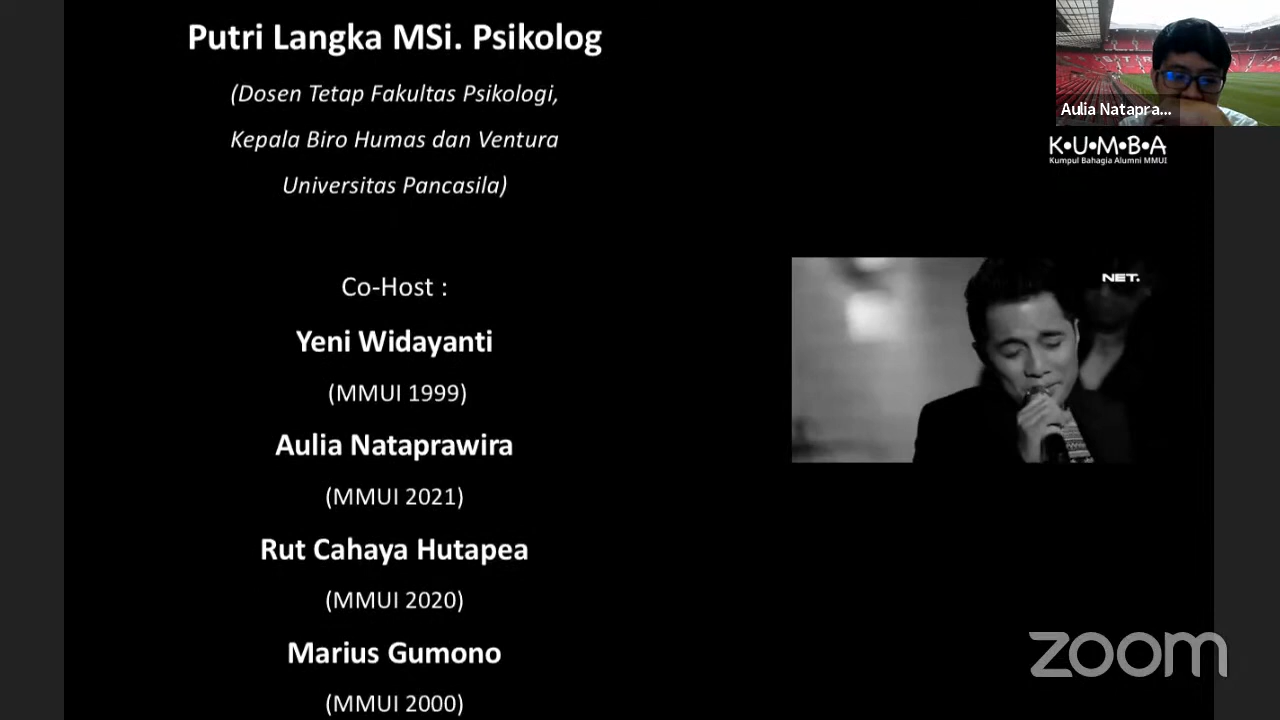 Putri Langka MSi. Psikolog
(Dosen Tetap Fakultas Psikologi,
Kepala Biro Humas dan Ventura
Universitas Pancasila)
Co-Host :
Yeni Widayanti
(MMUI 1999)
Aulia Nataprawira
(MMUI 2021)
Rut Cahaya Hutapea
(MMUI 2020)
Marius Gumono
(MMUI 2000)
Aulia Natapra...
K•U•M•B•A
Kumpul Bahagia Alumni MMUI
NET.
zoom